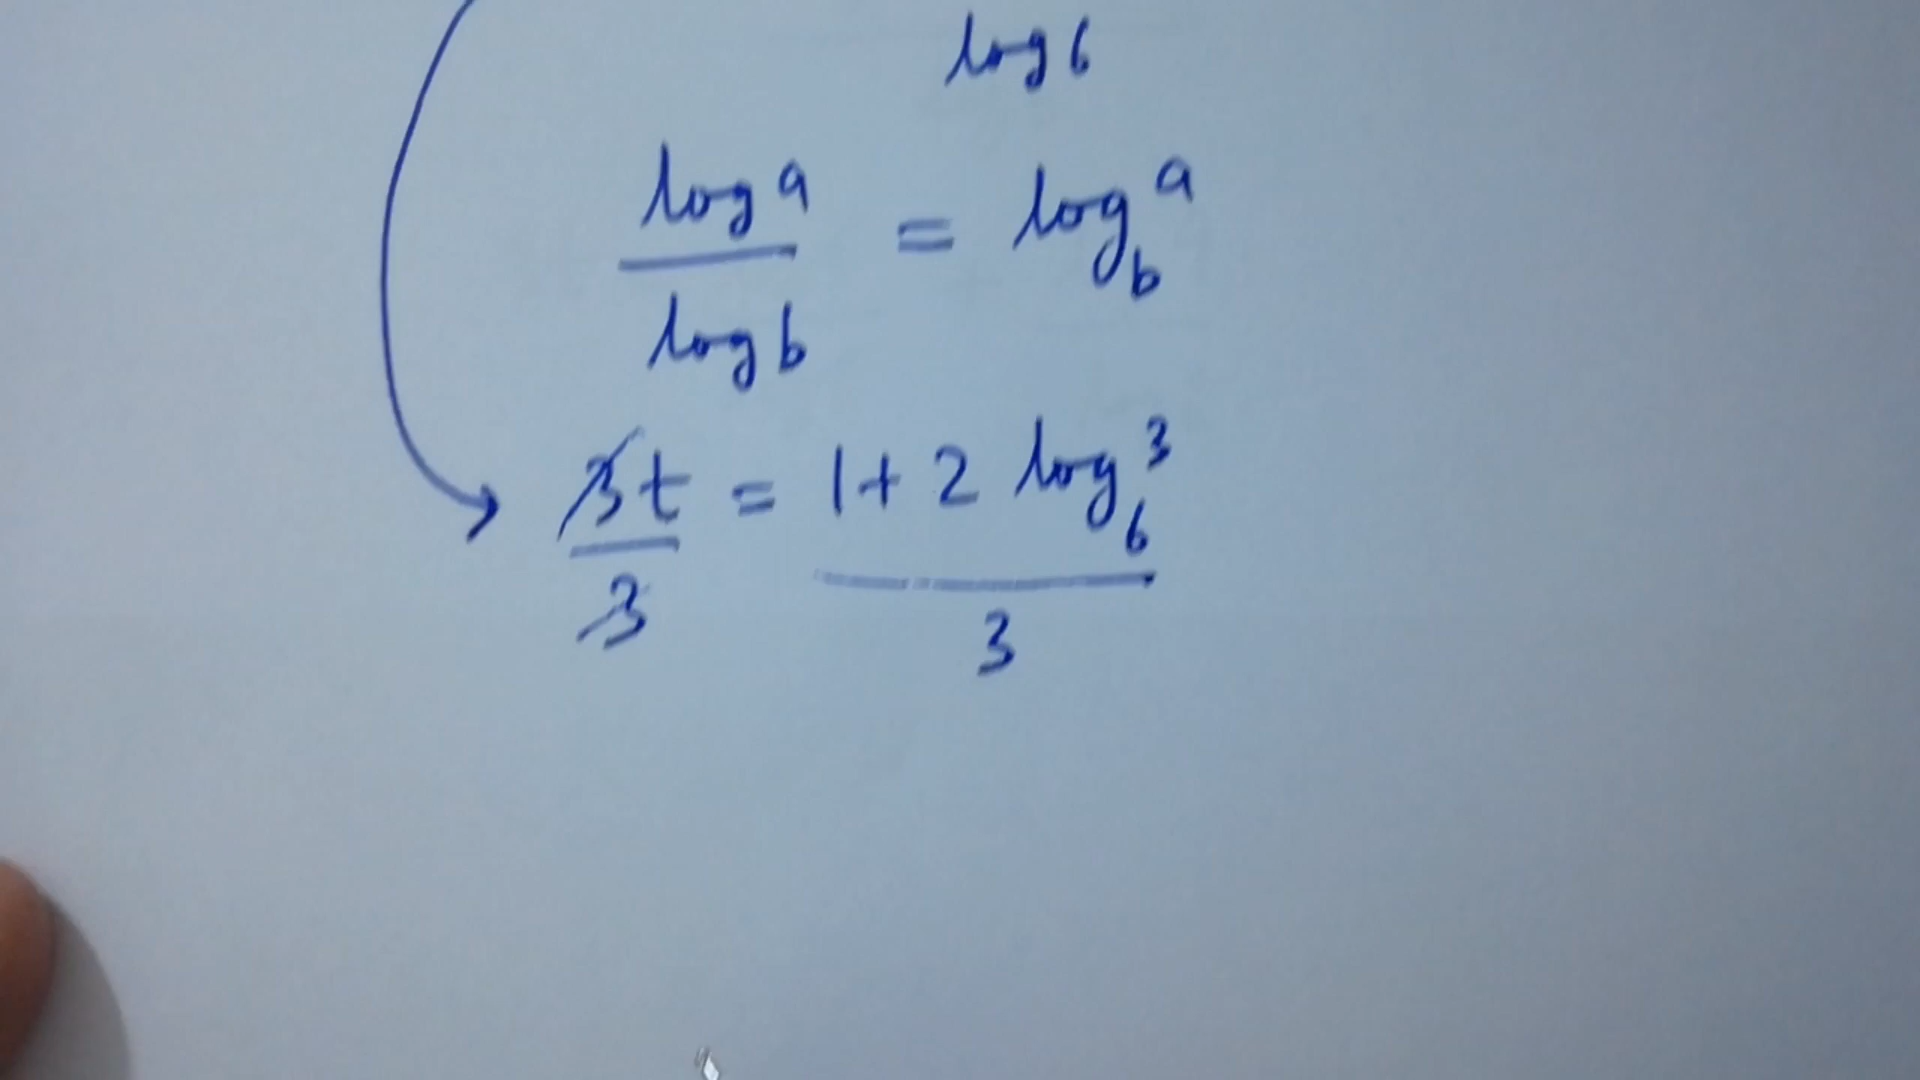 log 6
log a / log b = log_b^a
3t / 3 = 1 + 2 log_6^3 / 3